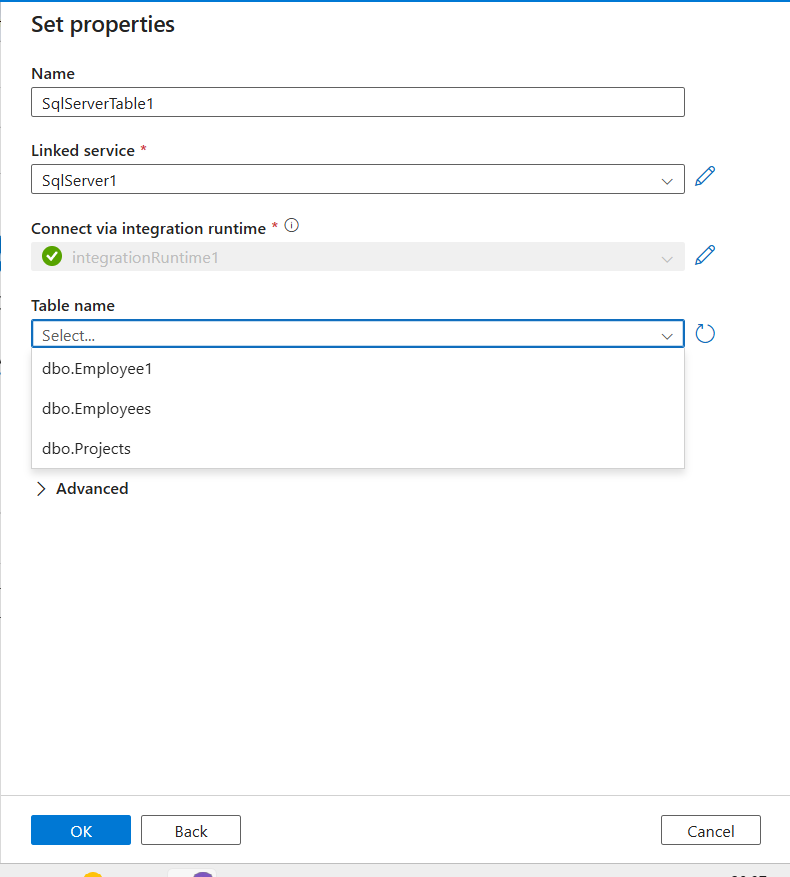 Set properties
Name
SqlServerTable1
Linked service *
SqlServer1
Connect via integration runtime *
integrationRuntime1
Table name
Select...
dbo.Employee1
dbo.Employees
dbo.Projects
Advanced
OK Back Cancel